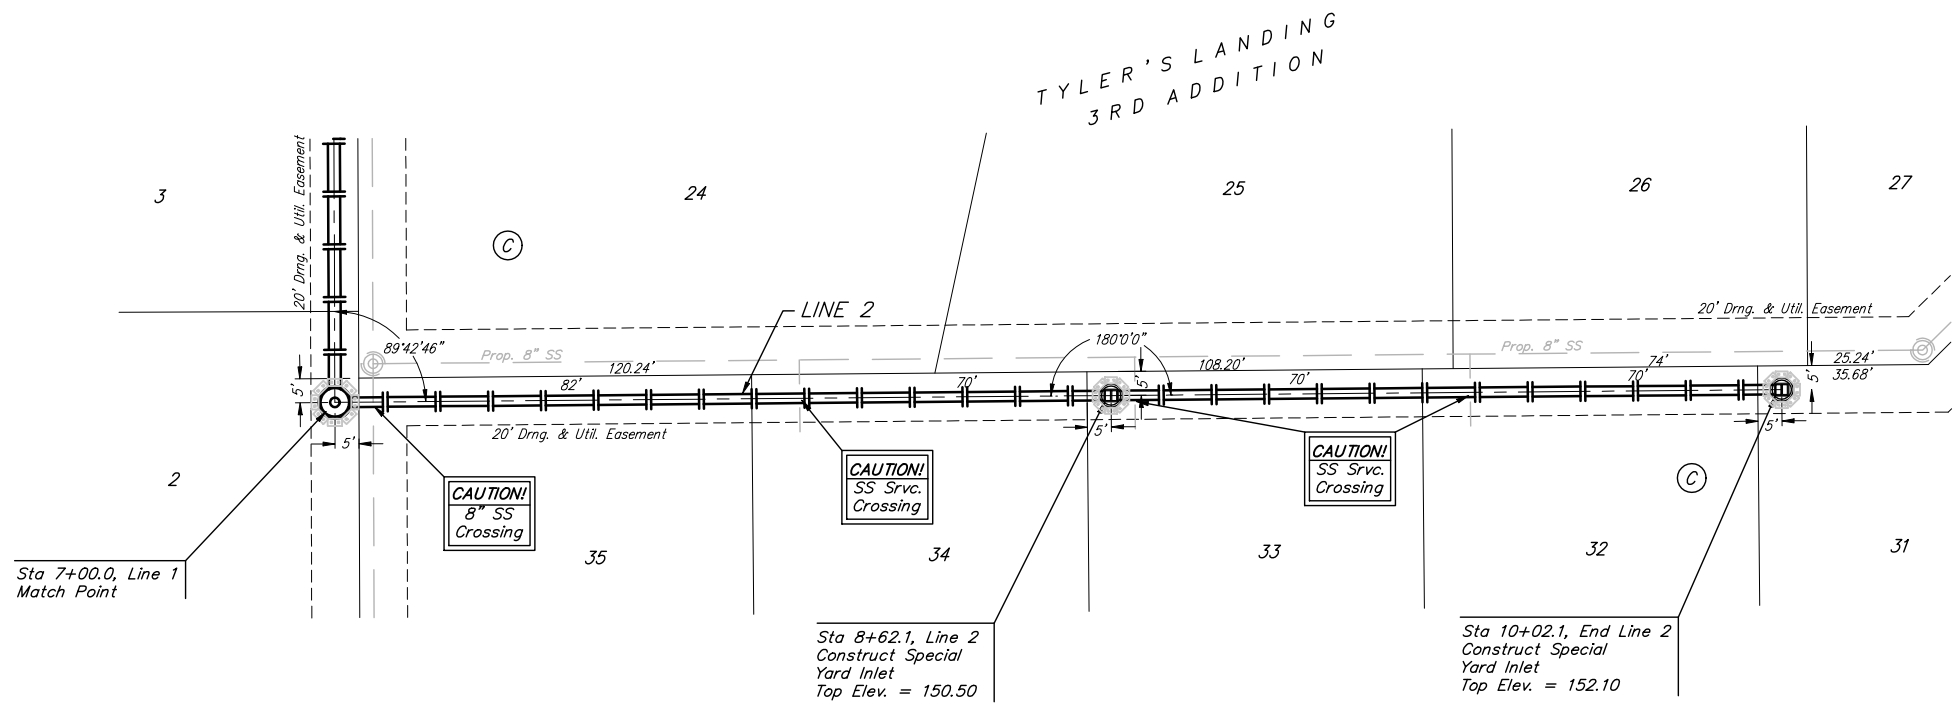 TYLER'S LANDING
3RD ADDITION
3
24
25
26
27
20' Drng. & Util. Easement
C
LINE 2
20' Drng. & Util. Easement
89°42'46"
180°0'0"
Prop. 8" SS
Prop. 8" SS
120.24'
108.20'
74'
25.24'
82'
70'
70'
70'
35.68'
5'
5'
5'
5'
5'
5'
20' Drng. & Util. Easement
2
CAUTION!
8" SS
Crossing
CAUTION!
SS Srvc.
Crossing
CAUTION!
SS Srvc.
Crossing
C
35
34
33
32
31
Sta 7+00.0, Line 1
Match Point
Sta 8+62.1, Line 2
Construct Special
Yard Inlet
Top Elev. = 150.50
Sta 10+02.1, End Line 2
Construct Special
Yard Inlet
Top Elev. = 152.10